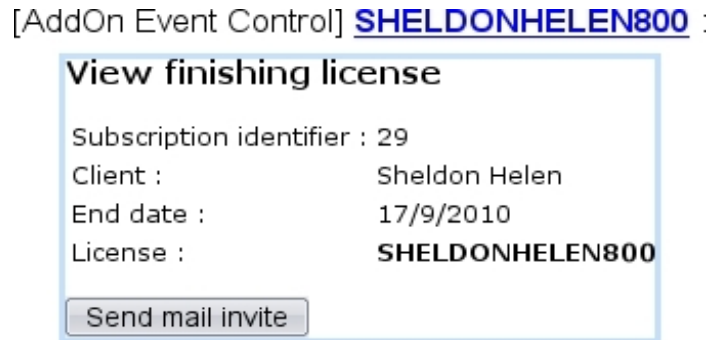 [AddOn Event Control] SHELDONHELEN800 :
View finishing license
Subscription identifier : 29
Client : Sheldon Helen
End date : 17/9/2010
License : SHELDONHELEN800
Send mail invite